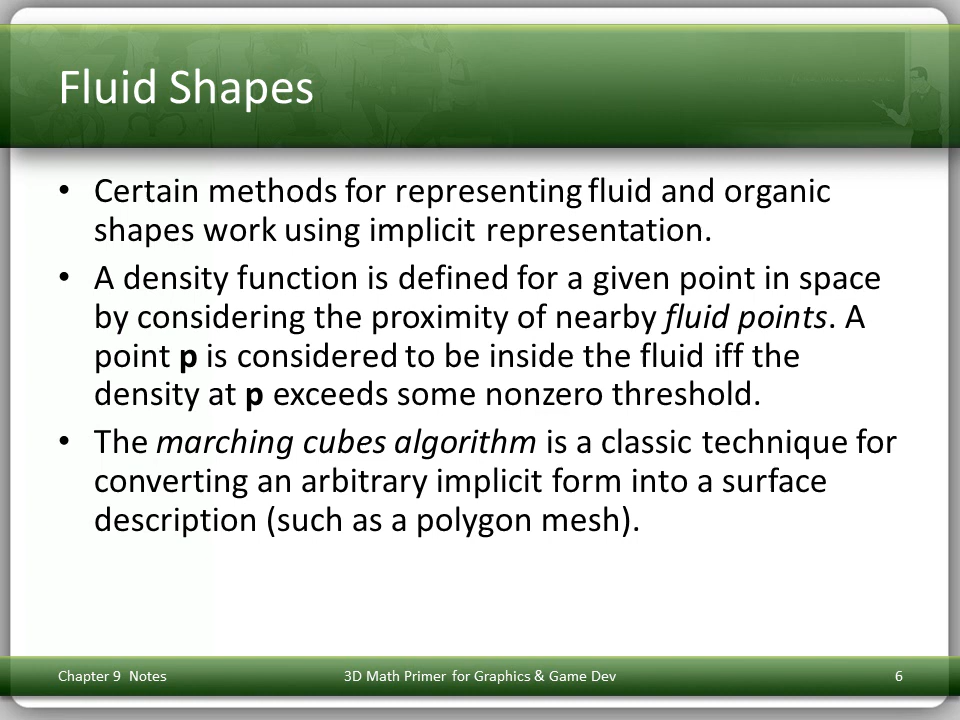 Fluid Shapes
• Certain methods for representing fluid and organic
shapes work using implicit representation.
• A density function is defined for a given point in space
by considering the proximity of nearby fluid points. A
point p is considered to be inside the fluid iff the
density at p exceeds some nonzero threshold.
• The marching cubes algorithm is a classic technique for
converting an arbitrary implicit form into a surface
description (such as a polygon mesh).
Chapter 9 Notes
3D Math Primer for Graphics & Game Dev
6